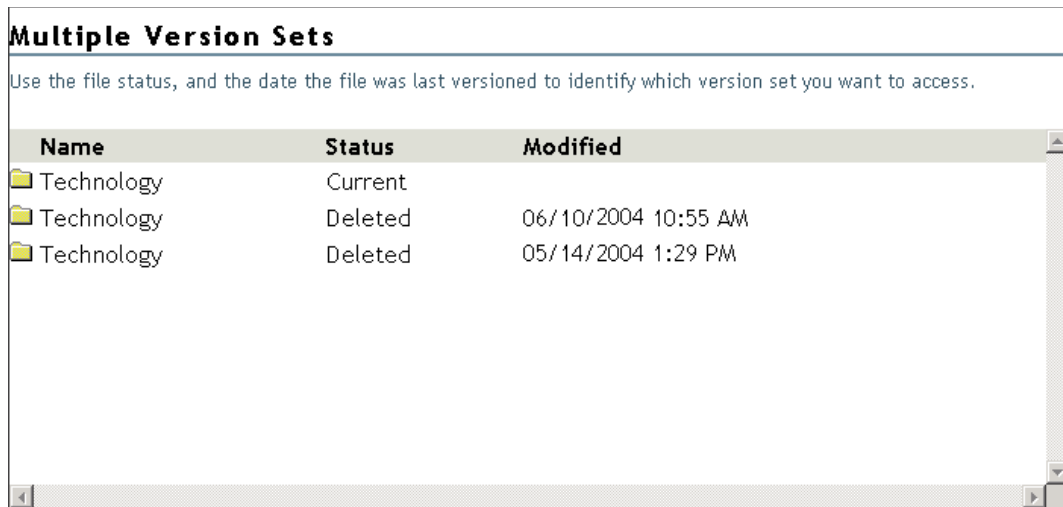 Multiple Version Sets
Use the file status, and the date the file was last versioned to identify which version set you want to access.
Name Status Modified
Technology Current
Technology Deleted 06/10/2004 10:55 AM
Technology Deleted 05/14/2004 1:29 PM